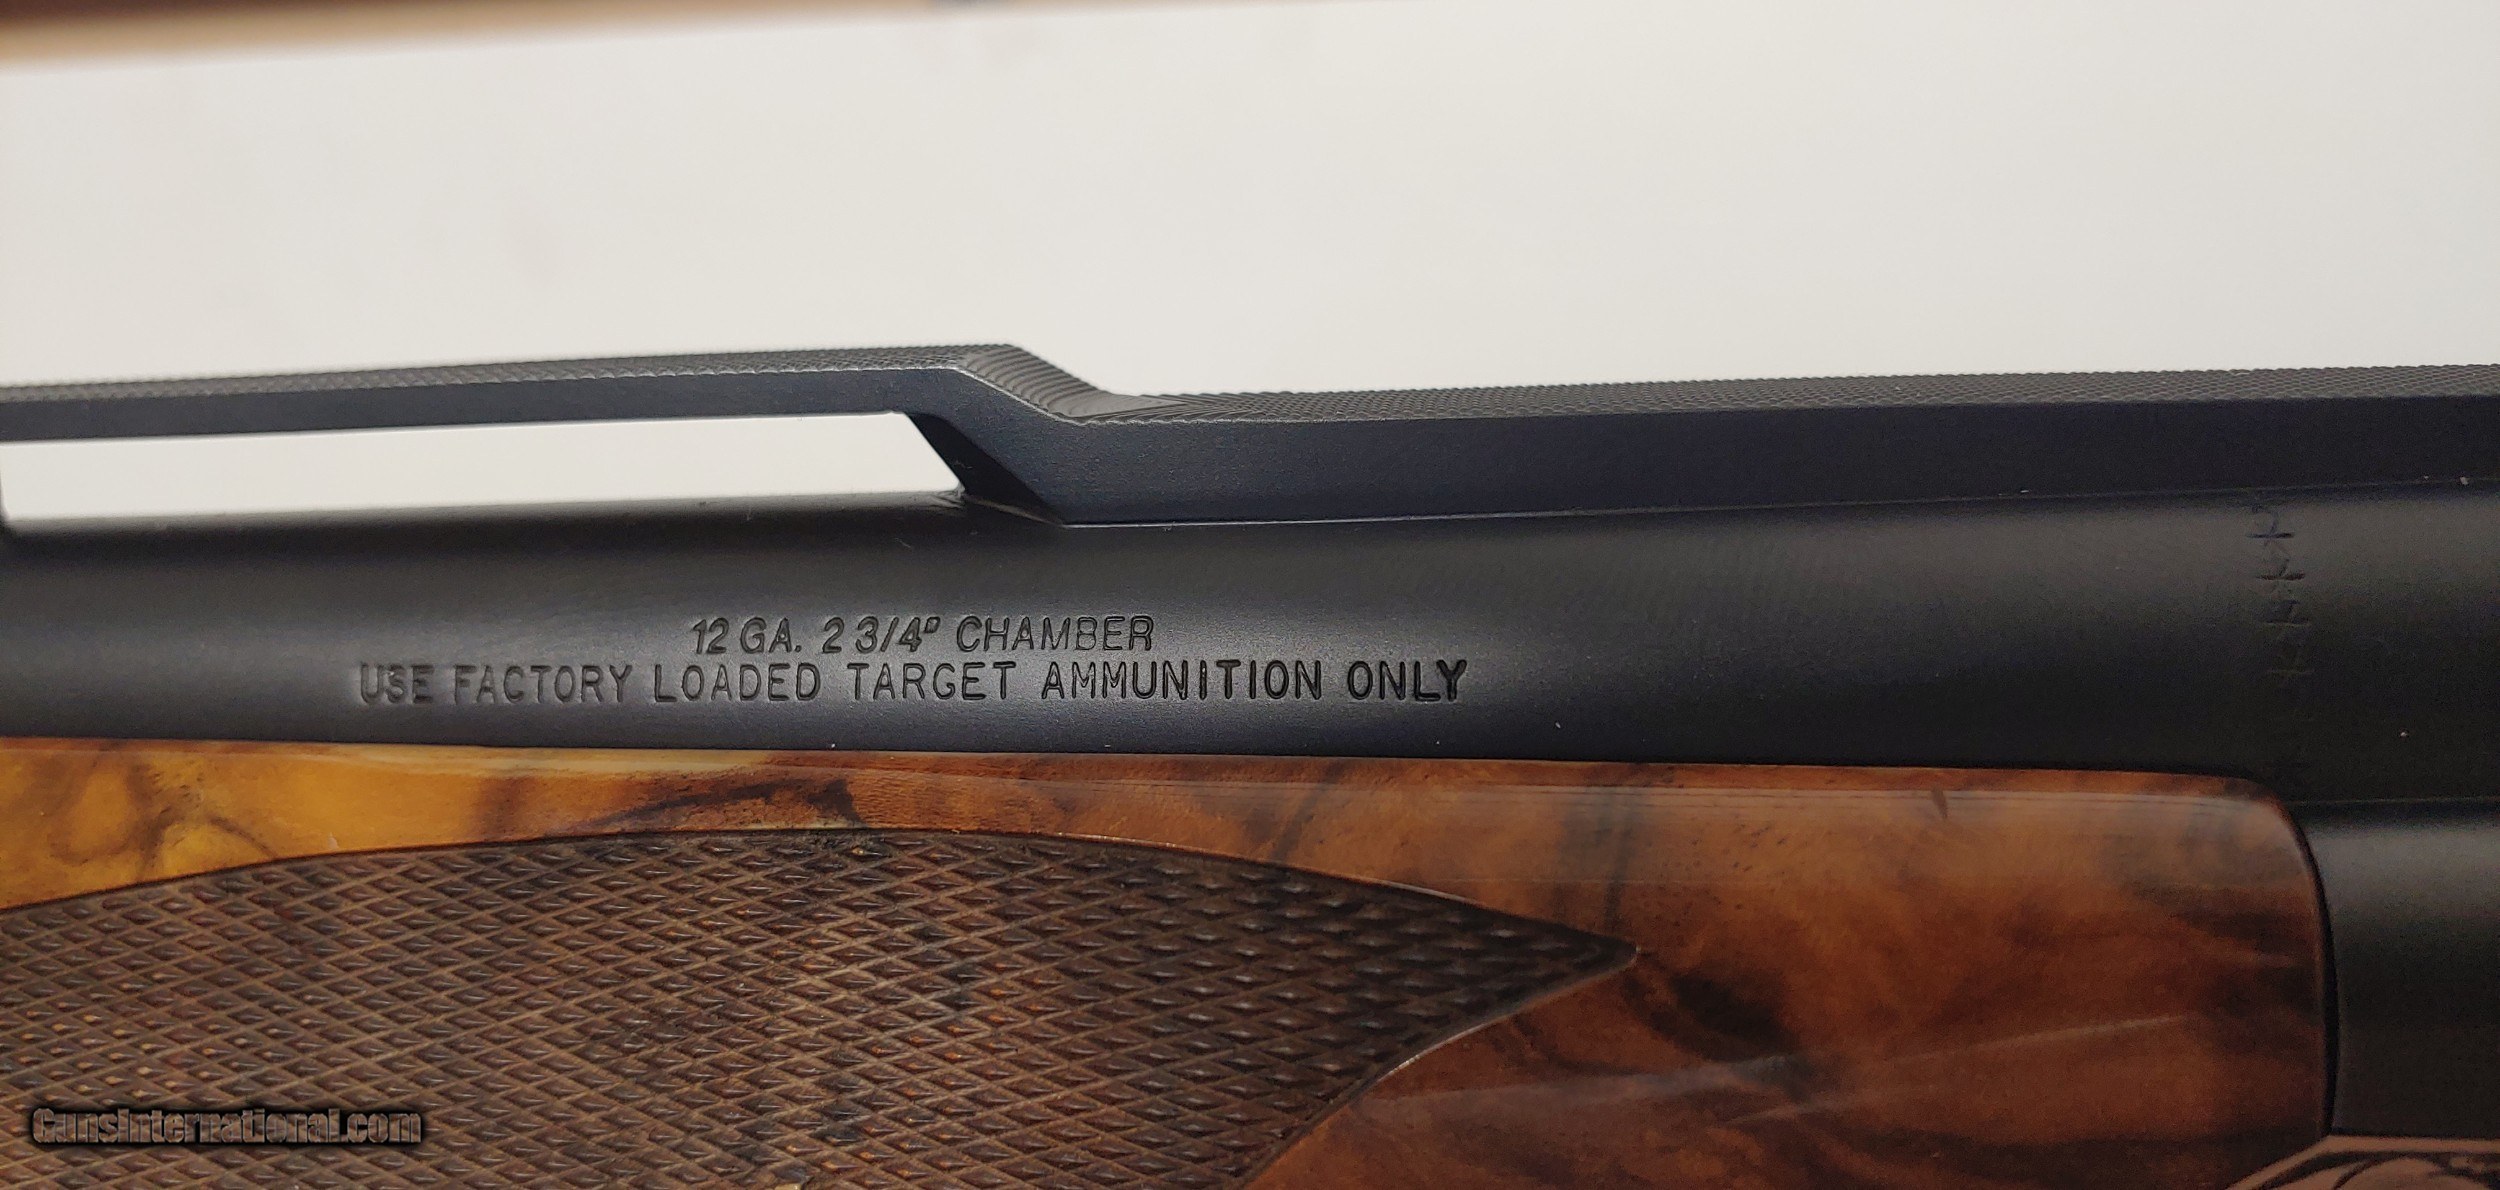 12 GA. 2 3/4" CHAMBER
USE FACTORY LOADED TARGET AMMUNITION ONLY
GunsInternational.com